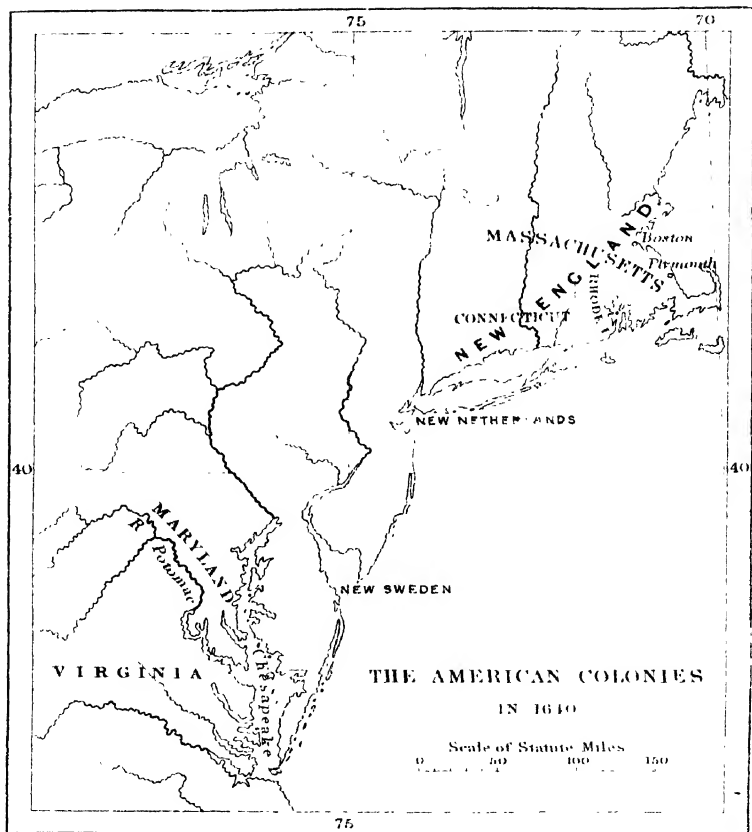 75 70
NEW ENGLAND
MASSACHUSETTS
Boston
Plymouth
RHODE
CONNECTICUT
NEW NETHERLANDS
40 40
MARYLAND
R. Potomac
NEW SWEDEN
VIRGINIA
Chesapeake
THE AMERICAN COLONIES
IN 1640
Scale of Statute Miles
0 50 100 150
75